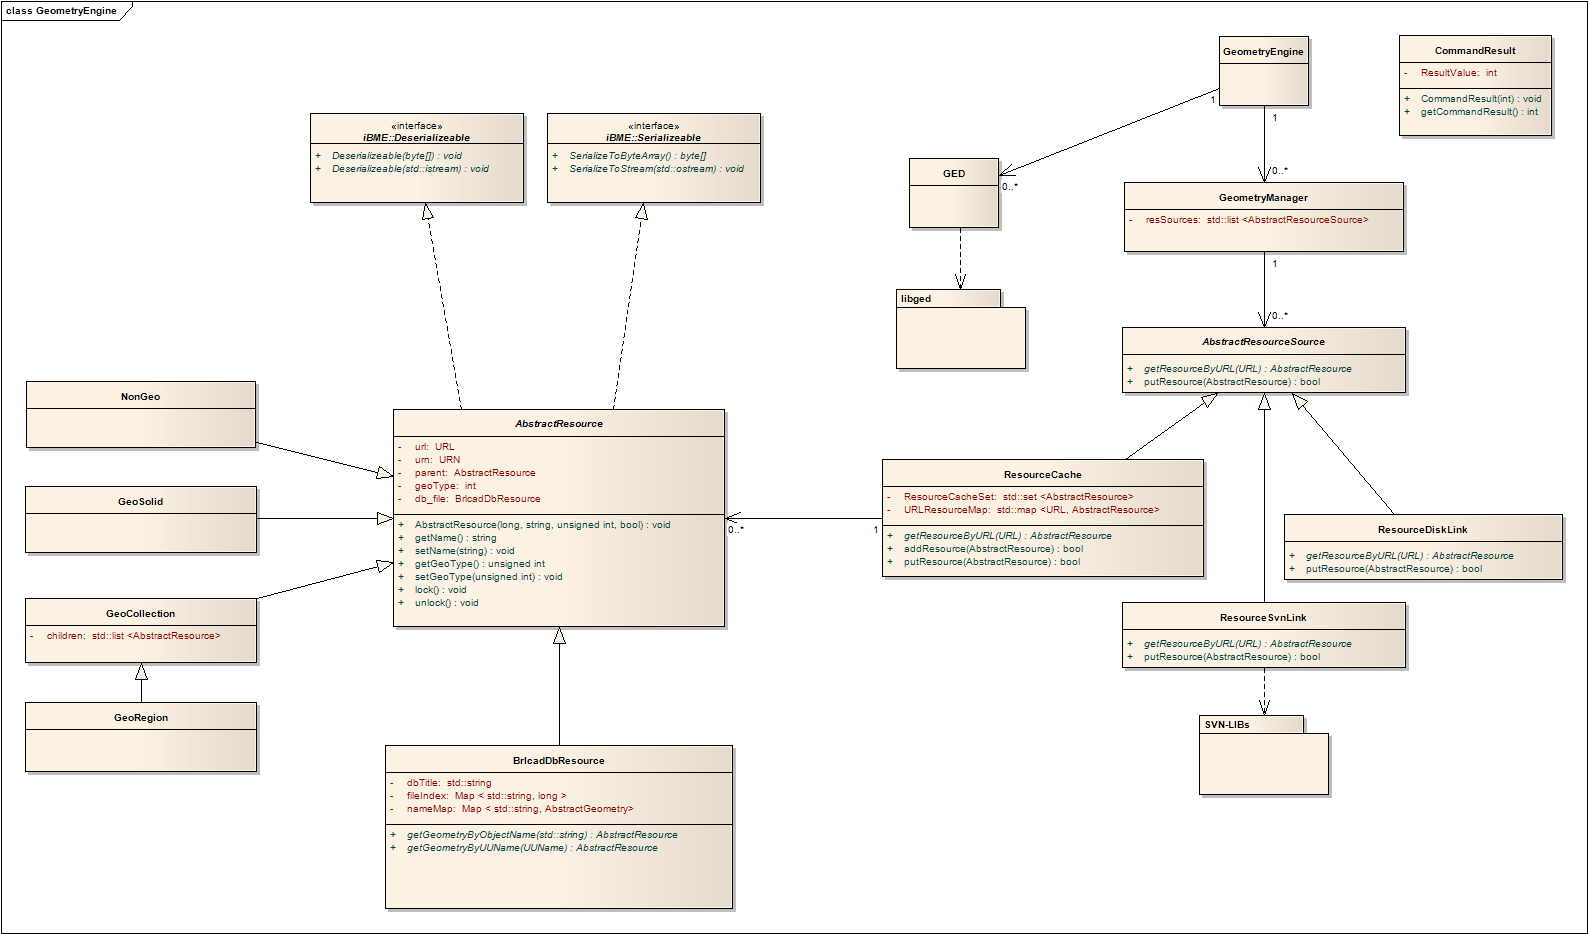 class GeometryEngine
GeometryEngine
1
1
CommandResult
- ResultValue: int
+ CommandResult(int) : void
+ getCommandResult() : int
«interface»
iBME::Deserializeable
+ Deserializeable(byte[]) : void
+ Deserializeable(std::istream) : void
«interface»
iBME::Serializeable
+ SerializeToByteArray() : byte[]
+ SerializeToStream(std::ostream) : void
GED
0..*
0..*
GeometryManager
- resSources: std::list <AbstractResourceSource>
1
0..*
libged
AbstractResourceSource
+ getResourceByURL(URL) : AbstractResource
+ putResource(AbstractResource) : bool
NonGeo
GeoSolid
GeoCollection
- children: std::list <AbstractResource>
GeoRegion
AbstractResource
- url: URL
- urn: URN
- parent: AbstractResource
- geoType: int
- db_file: BrlcadDbResource
+ AbstractResource(long, string, unsigned int, bool) : void
+ getName() : string
+ setName(string) : void
+ getGeoType() : unsigned int
+ setGeoType(unsigned int) : void
+ lock() : void
+ unlock() : void
0..*
1
ResourceCache
- ResourceCacheSet: std::set <AbstractResource>
- URLResourceMap: std::map <URL, AbstractResource>
+ getResourceByURL(URL) : AbstractResource
+ addResource(AbstractResource) : bool
+ putResource(AbstractResource) : bool
ResourceDiskLink
+ getResourceByURL(URL) : AbstractResource
+ putResource(AbstractResource) : bool
ResourceSvnLink
+ getResourceByURL(URL) : AbstractResource
+ putResource(AbstractResource) : bool
SVN-LIBs
BrlcadDbResource
- dbTitle: std::string
- fileIndex: Map < std::string, long >
- nameMap: Map < std::string, AbstractGeometry>
+ getGeometryByObjectName(std::string) : AbstractResource
+ getGeometryByUUName(UUName) : AbstractResource